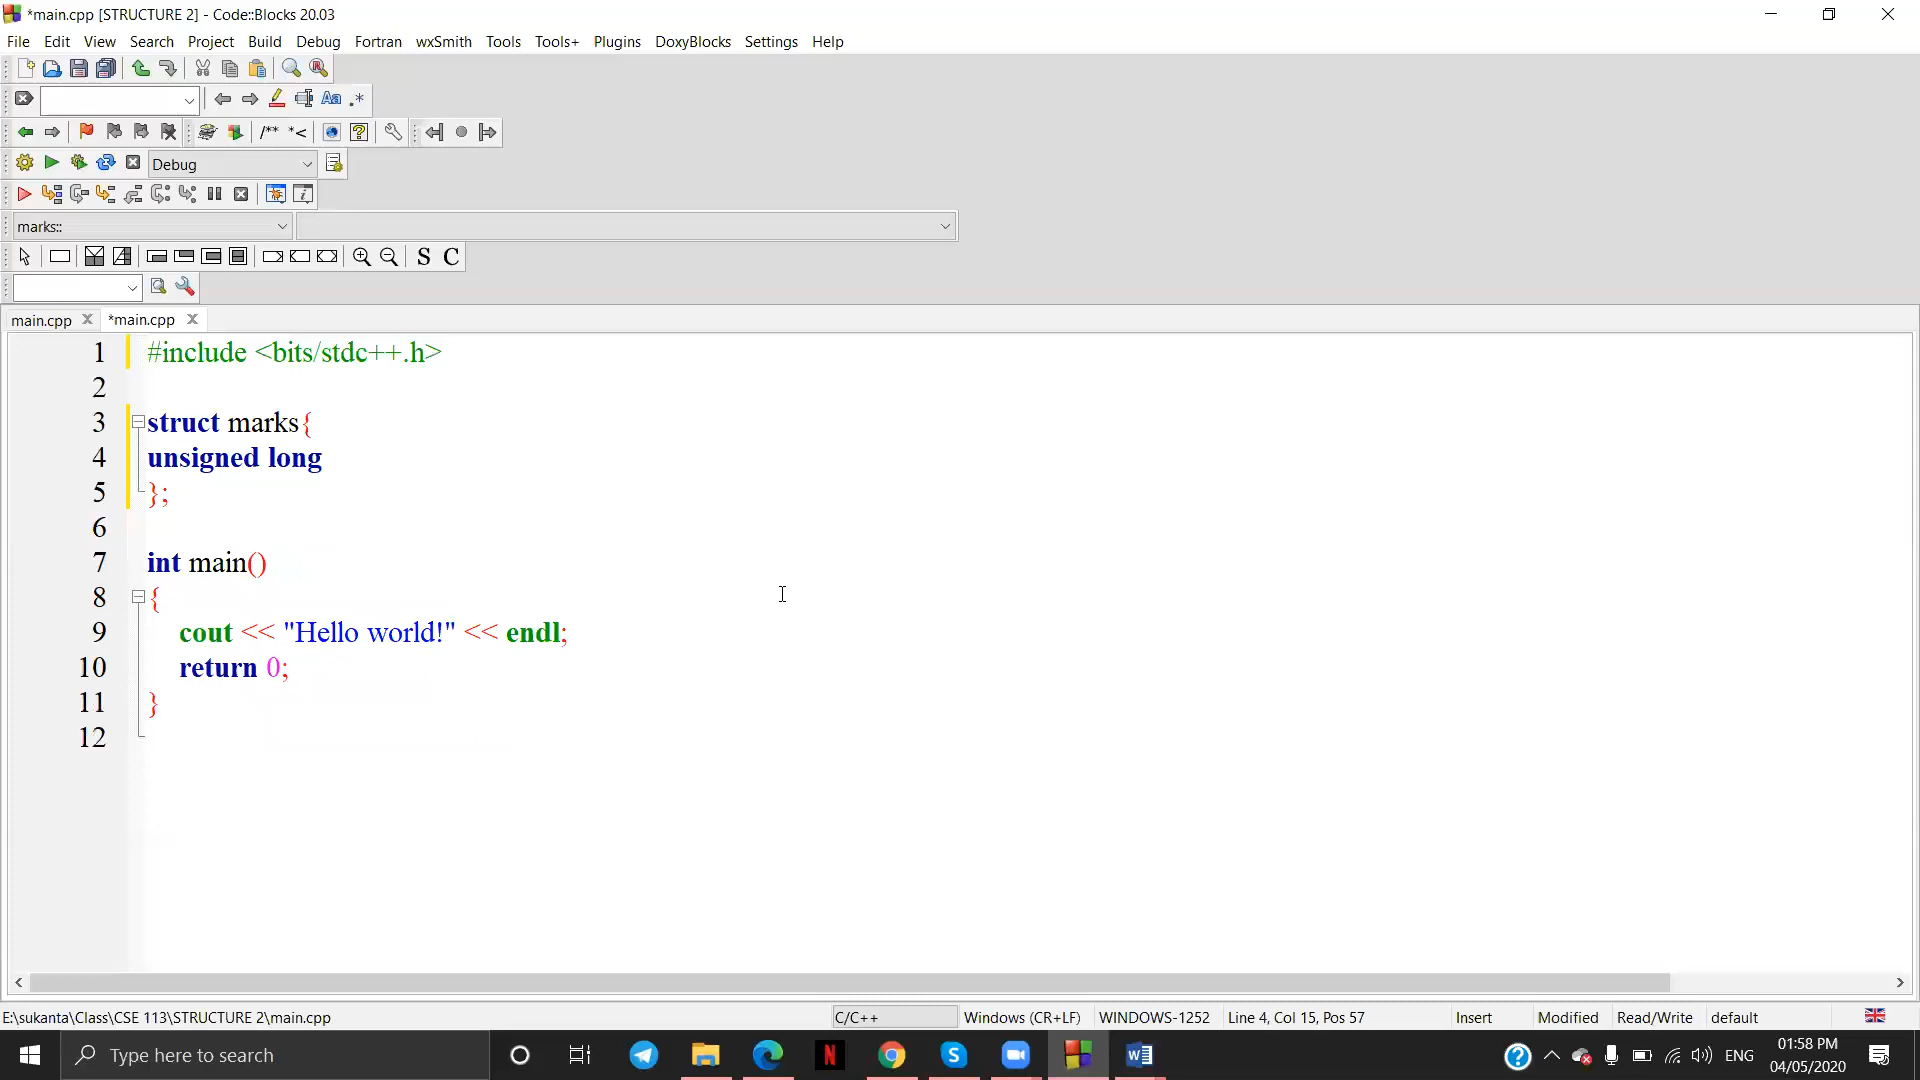 *main.cpp [STRUCTURE 2] - Code::Blocks 20.03
File Edit View Search Project Build Debug Fortran wxSmith Tools Tools+ Plugins DoxyBlocks Settings Help
Aa .*
/** *<
Debug
marks::
S C
main.cpp *main.cpp
1 #include <bits/stdc++.h>
2
3 struct marks{
4 unsigned long
5 };
6
7 int main()
8 {
9 cout << "Hello world!" << endl;
10 return 0;
11 }
12
E:\sukanta\Class\CSE 113\STRUCTURE 2\main.cpp C/C++ Windows (CR+LF) WINDOWS-1252 Line 4, Col 15, Pos 57 Insert Modified Read/Write default
Type here to search
ENG
01:58 PM
04/05/2020